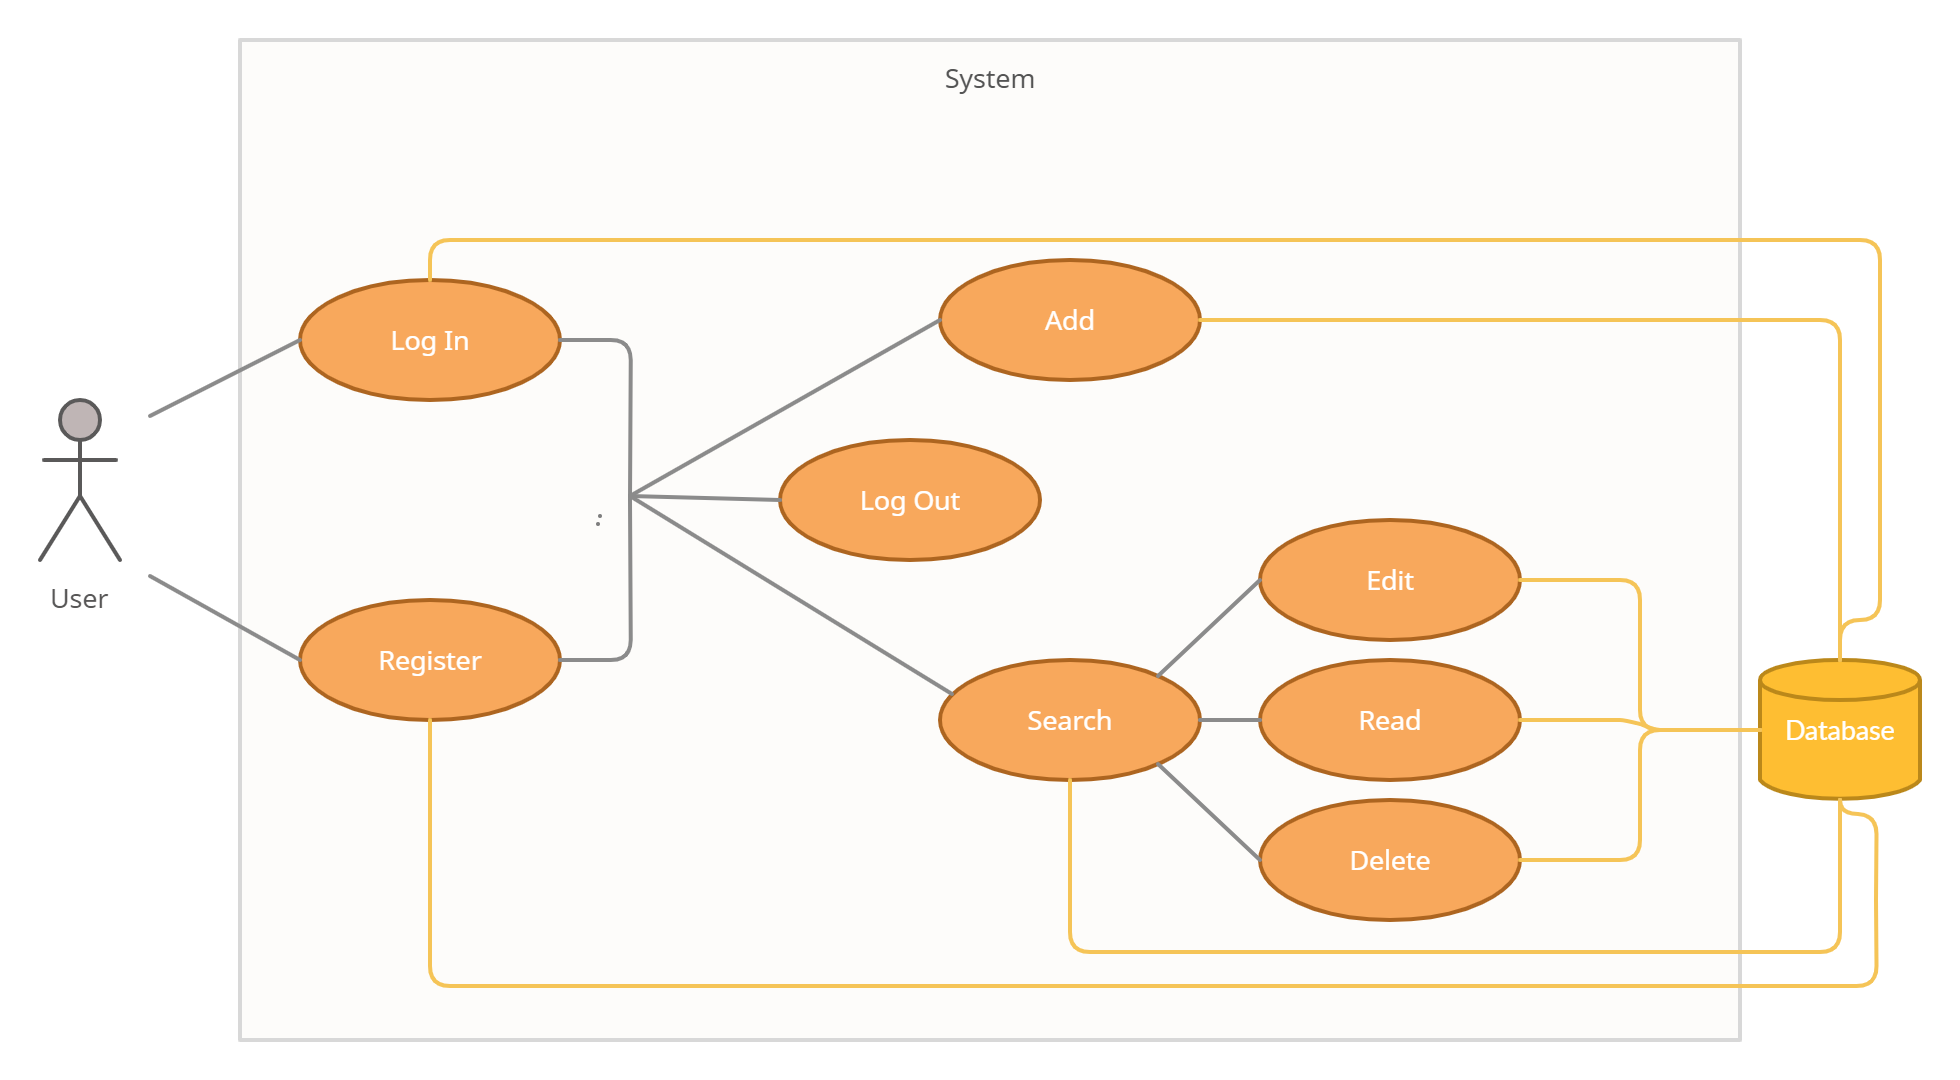 System
Log In
Add
Log Out
User
Register
Edit
Search
Read
Delete
Database